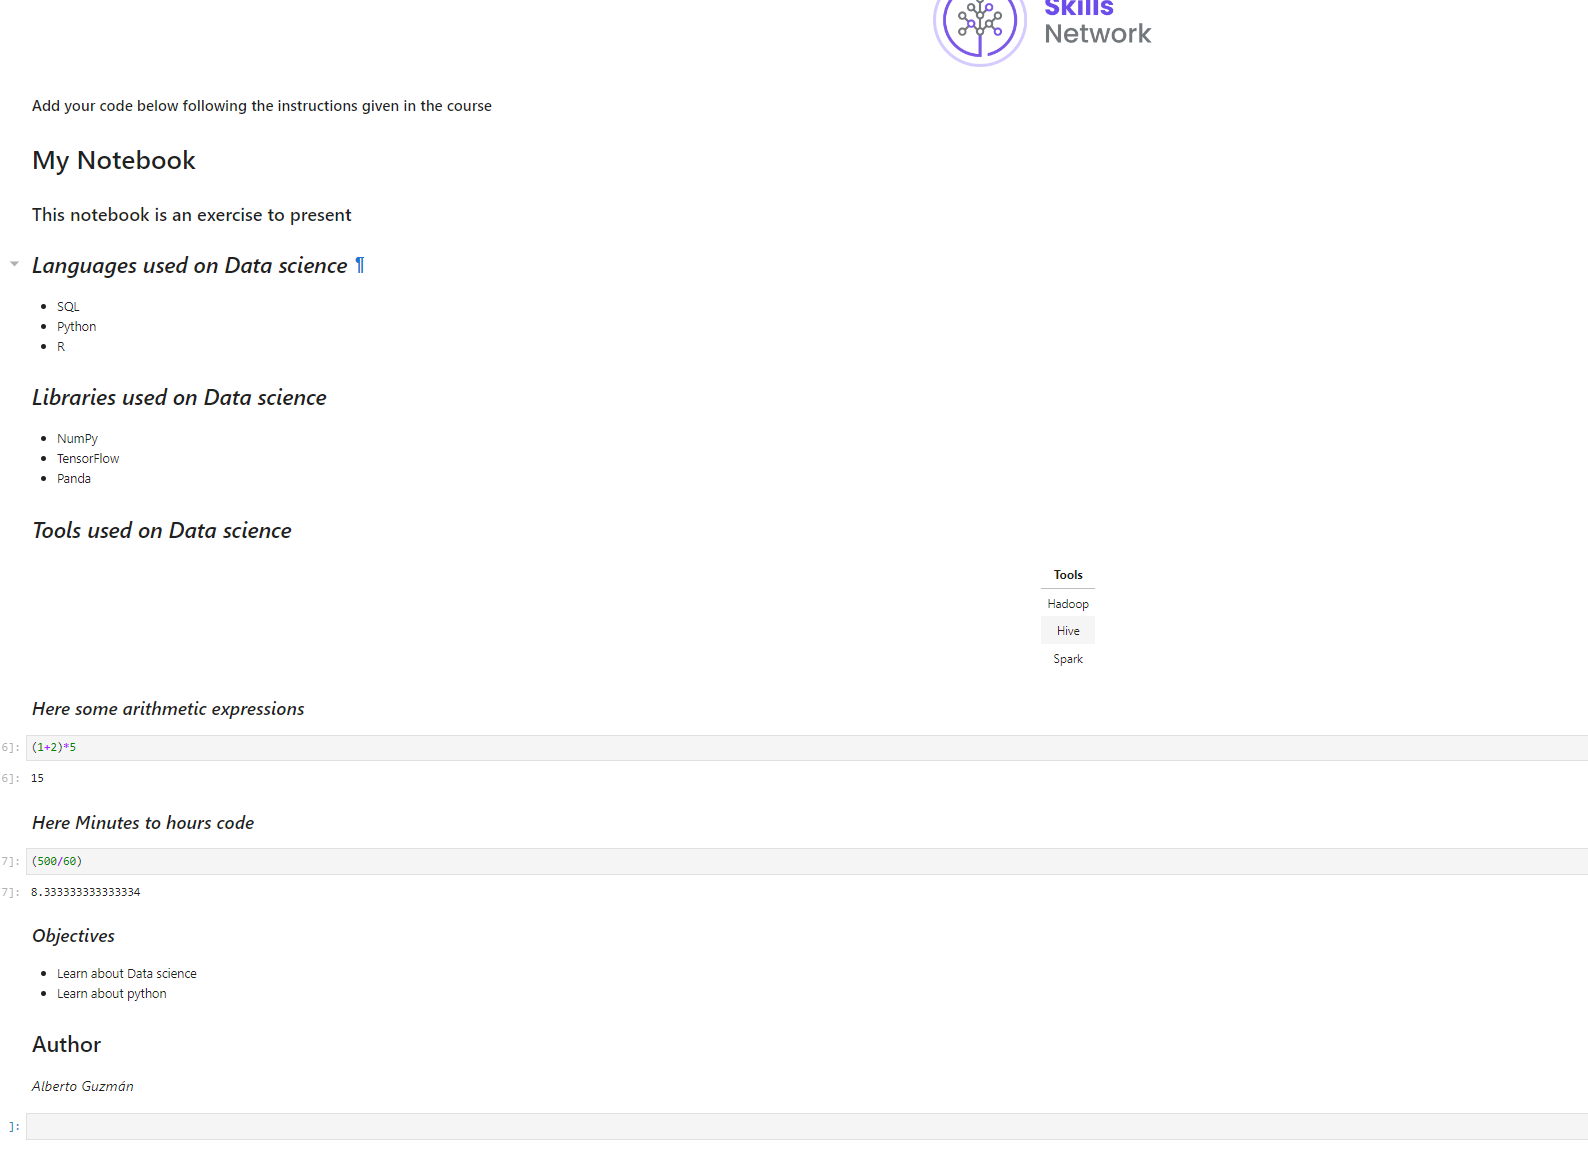 Skills
Network
Add your code below following the instructions given in the course
My Notebook
This notebook is an exercise to present
Languages used on Data science ¶
• SQL
• Python
• R
Libraries used on Data science
• NumPy
• TensorFlow
• Panda
Tools used on Data science
Tools
Hadoop
Hive
Spark
Here some arithmetic expressions
6]: (1+2)*5
6]: 15
Here Minutes to hours code
7]: (500/60)
7]: 8.333333333333334
Objectives
• Learn about Data science
• Learn about python
Author
Alberto Guzmán
]: